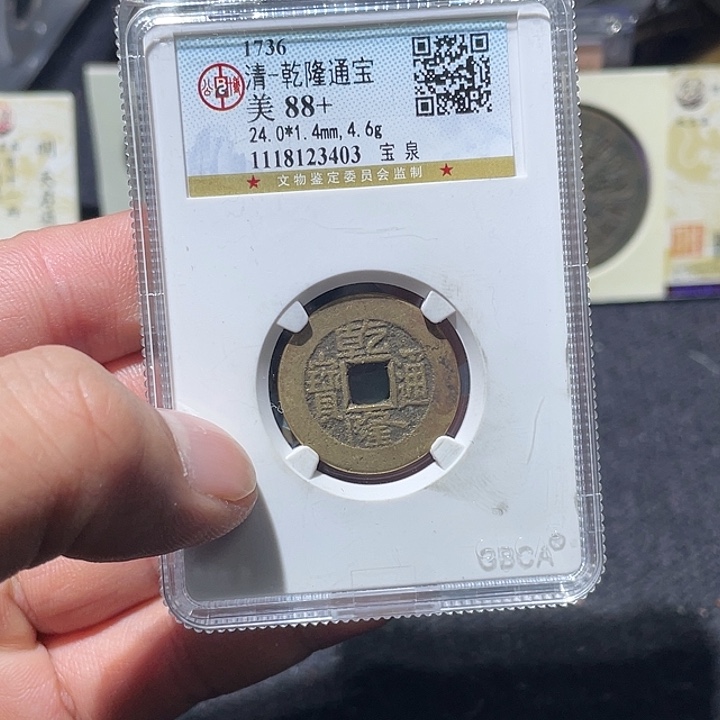 1736
清-乾隆通宝
美 88+
24.0*1.4mm,4.6g
1118123403 宝 泉
★ 文物鉴定委员会监制 ★
乾隆通寶
GBCA